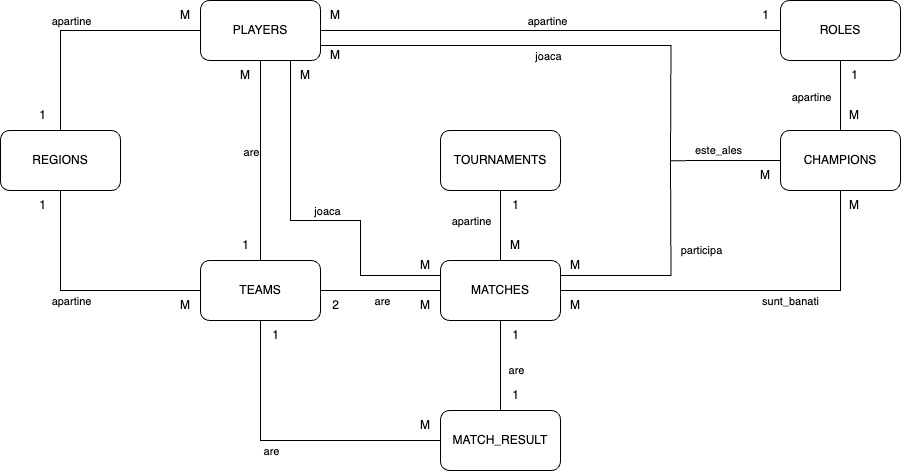 M
M
apartine
1
apartine
PLAYERS
ROLES
M
joaca
M
M
1
apartine
1
M
are
este_ales
REGIONS
TOURNAMENTS
CHAMPIONS
M
1
1
M
joaca
apartine
1
M
participa
M
M
TEAMS
MATCHES
apartine
M
2
are
M
M
sunt_banati
1
1
are
1
M
MATCH_RESULT
are